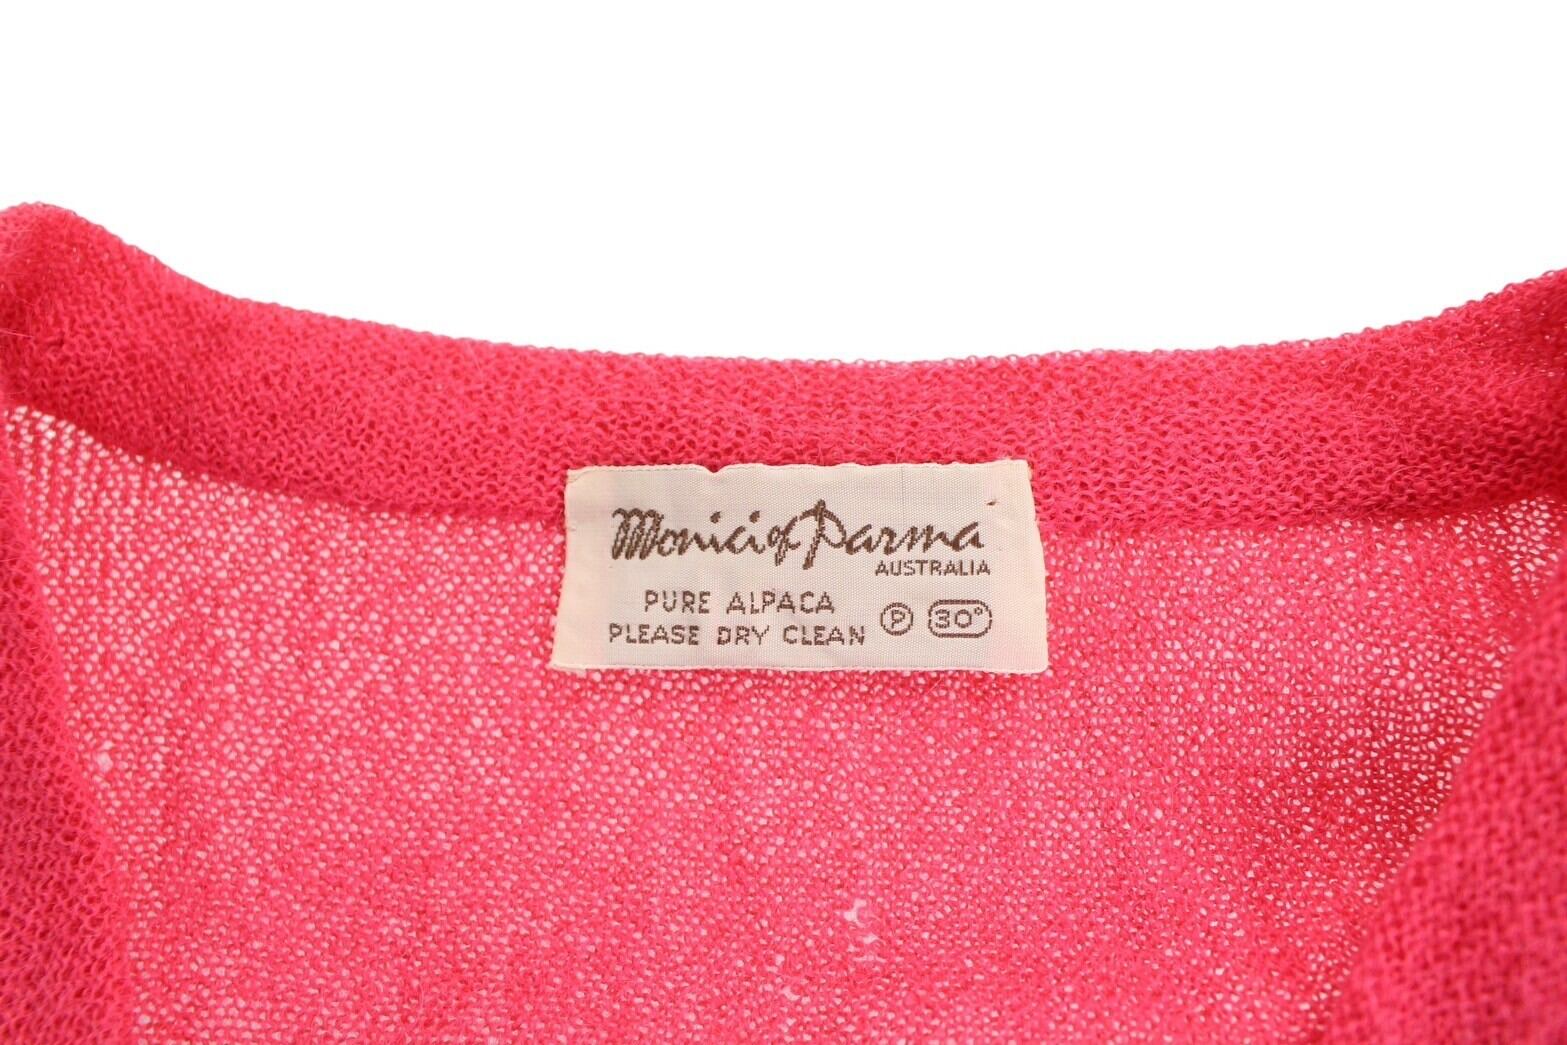 Monici of Parma
AUSTRALIA
PURE ALPACA
PLEASE DRY CLEAN Ⓟ 30°